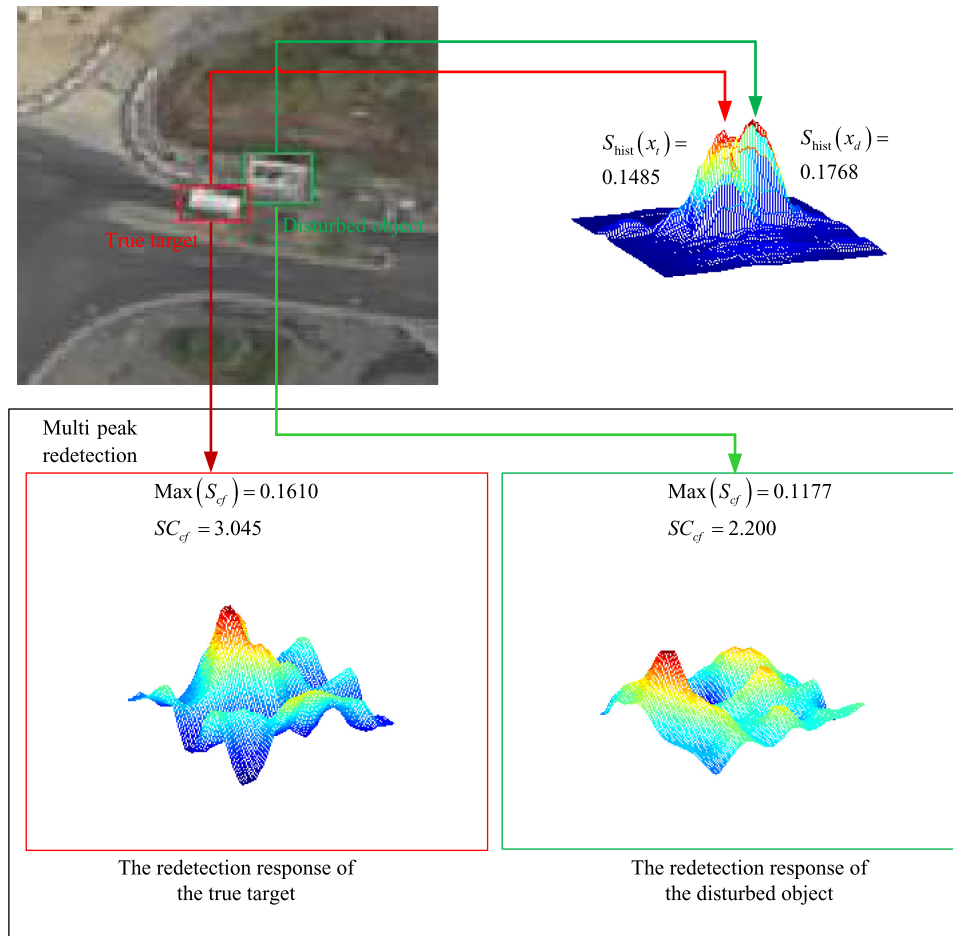 S_hist(x_t) =
0.1485
S_hist(x_d) =
0.1768
True target
Disturbed object
Multi peak
redetection
Max(S_cf) = 0.1610
SC_cf = 3.045
Max(S_cf) = 0.1177
SC_cf = 2.200
The redetection response of
the true target
The redetection response of
the disturbed object